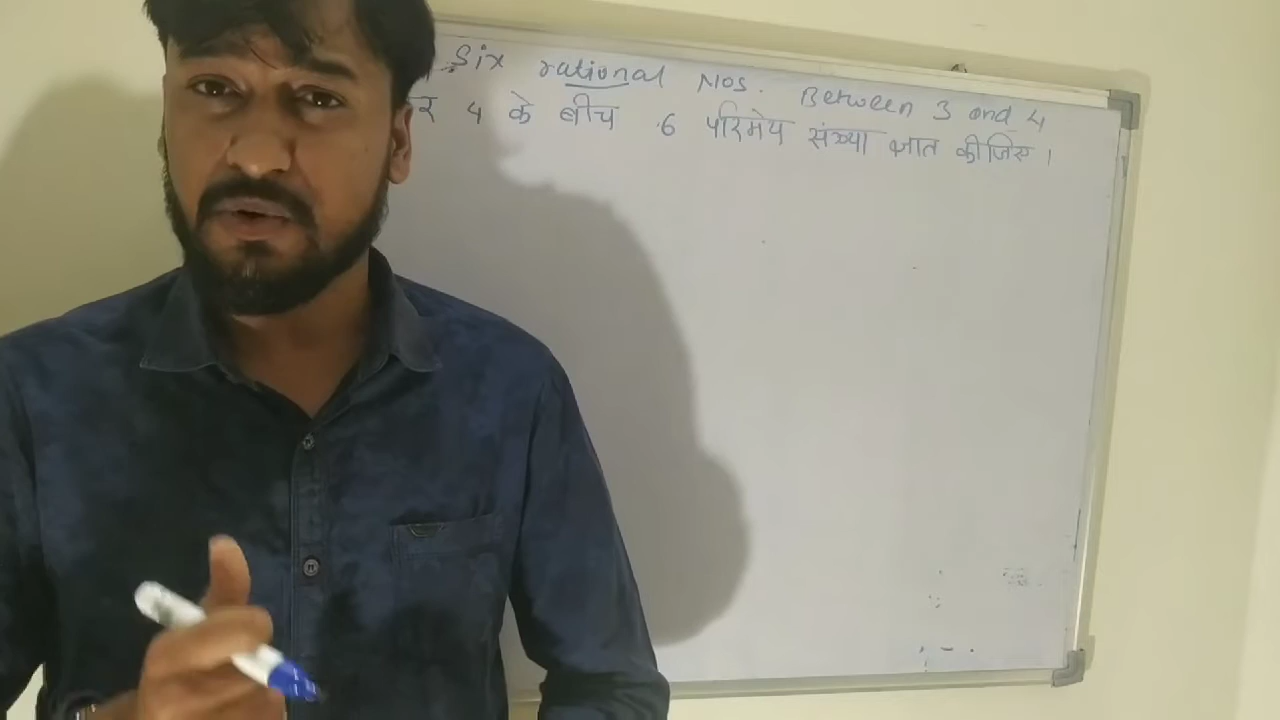 Six rational Nos. Between 3 and 4
4 के बीच 6 परिमेय संख्या ज्ञात कीजिए ।